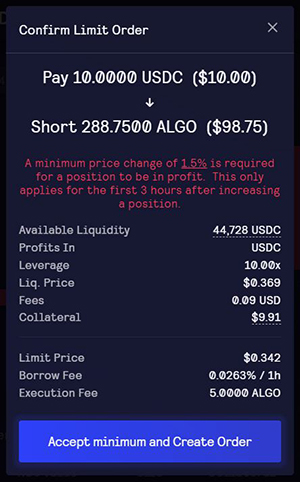 Confirm Limit Order
Pay 10.0000 USDC ($10.00)
↓
Short 288.7500 ALGO ($98.75)
A minimum price change of 1.5% is required
for a position to be in profit. This only
applies for the first 3 hours after increasing
a position.
Available Liquidity 44,728 USDC
Profits In USDC
Leverage 10.00x
Liq. Price $0.369
Fees 0.09 USD
Collateral $9.91
Limit Price $0.342
Borrow Fee 0.0263% / 1h
Execution Fee 5.0000 ALGO
Accept minimum and Create Order